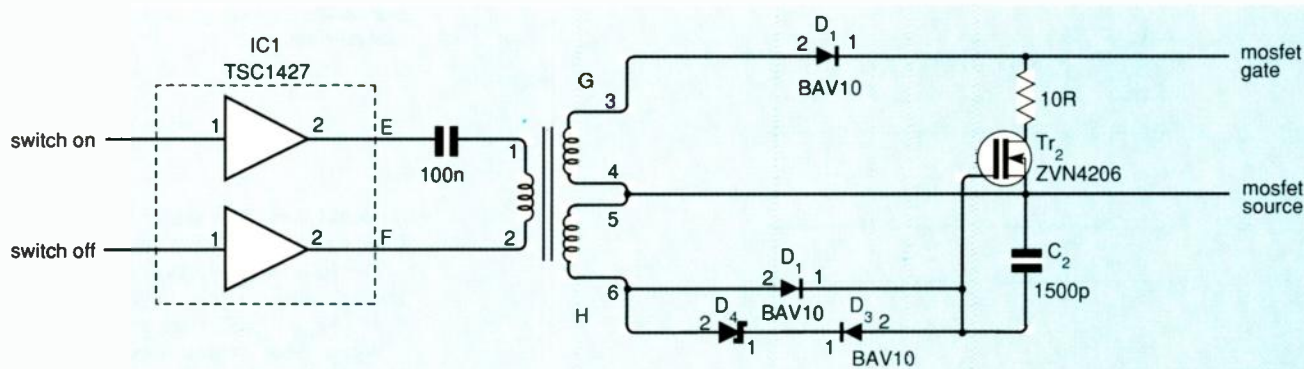 IC1
TSC1427
switch on
1
2
E
100n
1
2
switch off
1
2
F
G
3
4
5
6
H
2
D1
1
BAV10
mosfet
gate
10R
Tr2
ZVN4206
mosfet
source
C2
1500p
2
D1
1
BAV10
2
D4
1
1
D3
2
BAV10